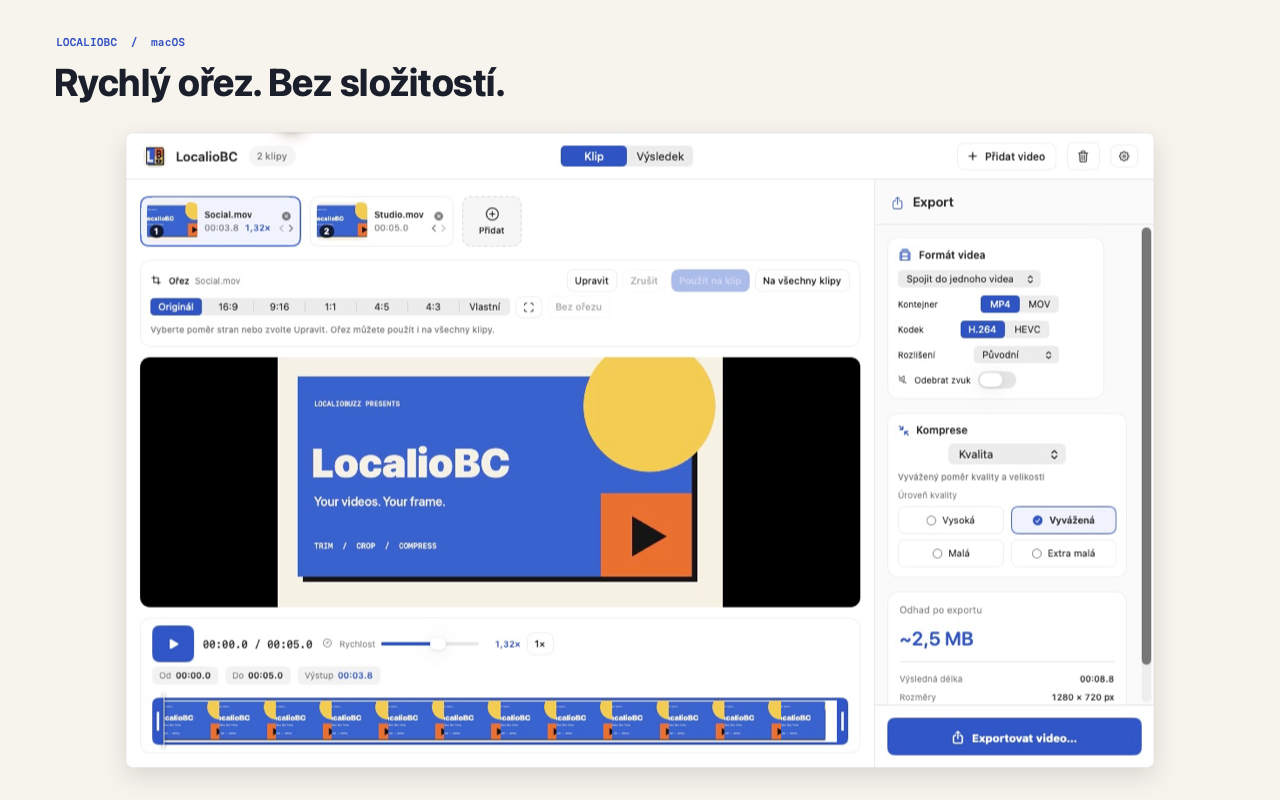 LOCALIOBC / macOS
Rychlý ořez. Bez složitostí.
LocalioBC 2 klipy Klip Výsledek Přidat video
Social.mov
00:03.8 1,32x
1
Studio.mov
00:05.0
2
Přidat
Ořez Social.mov Upravit Zrušit Použít na klip Na všechny klipy
Originál 16:9 9:16 1:1 4:5 4:3 Vlastní Bez ořezu
Vyberte poměr stran nebo zvolte Upravit. Ořez můžete použít i na všechny klipy.
LOCALIOBUZZ PRESENTS
LocalioBC
Your videos. Your frame.
TRIM / CROP / COMPRESS
00:00.0 / 00:05.0 Rychlost 1,32x 1x
Od 00:00.0 Do 00:05.0 Výstup 00:03.8
Export
Formát videa
Spojit do jednoho videa
Kontejner MP4 MOV
Kodek H.264 HEVC
Rozlišení Původní
Odebrat zvuk
Komprese
Kvalita
Vyvážený poměr kvality a velikosti
Úroveň kvality
Vysoká Vyvážená
Malá Extra malá
Odhad po exportu
~2,5 MB
Výsledná délka 00:08.8
Rozměry 1280 × 720 px
Exportovat video...